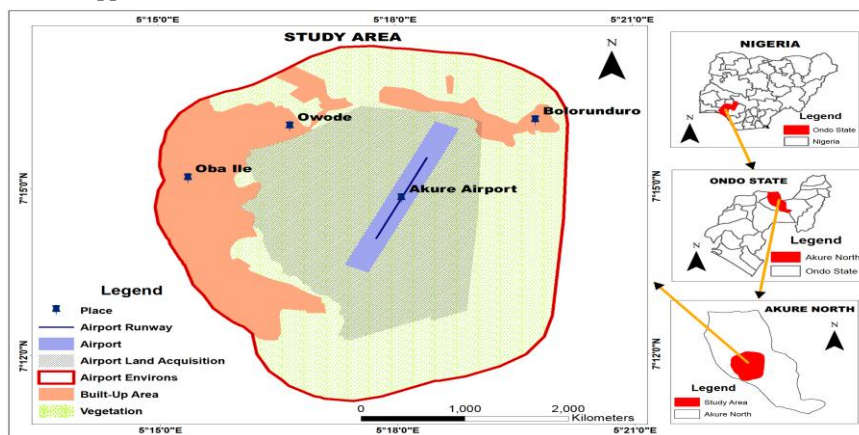 5°15'0"E 5°18'0"E 5°21'0"E
STUDY AREA
N
Owode
Bolorunduro
Oba Ile
Akure Airport
7°15'0"N
7°12'0"N
Legend
Place
Airport Runway
Airport
Airport Land Acquisition
Airport Environs
Built-Up Area
Vegetation
0 1,000 2,000
Kilometers
5°15'0"E 5°18'0"E 5°21'0"E
7°15'0"N
7°12'0"N
NIGERIA
N
Legend
Ondo State
Nigeria
ONDO STATE
N
Legend
Akure North
Ondo State
AKURE NORTH
N
Legend
Study Area
Akure North